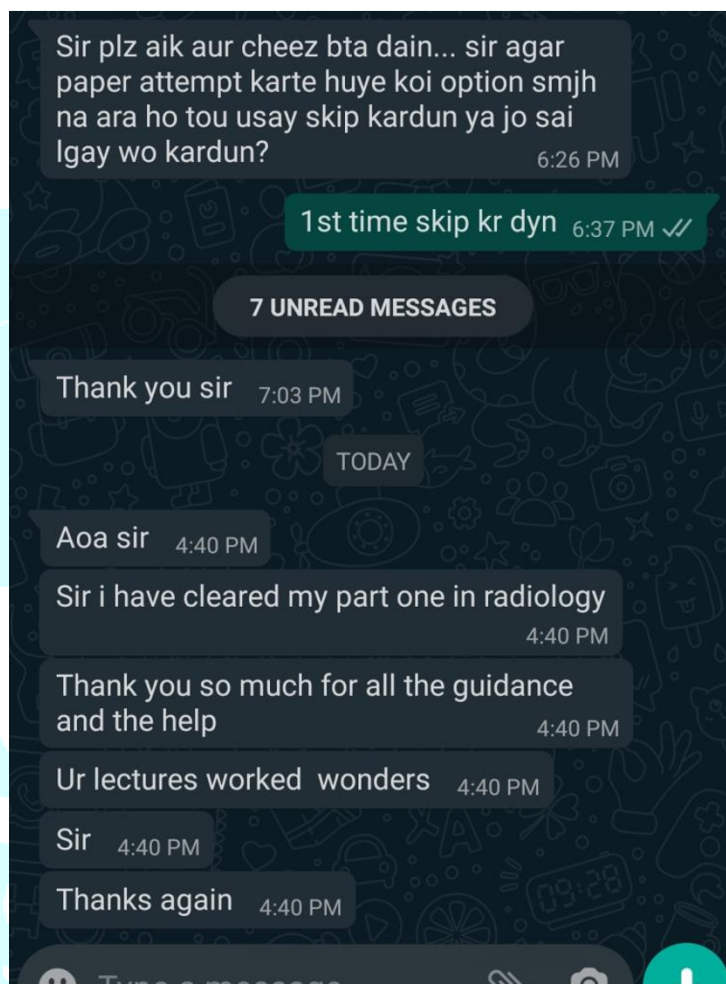 Sir plz aik aur cheez bta dain... sir agar
paper attempt karte huye koi option smjh
na ara ho tou usay skip kardun ya jo sai
lgay wo kardun?
6:26 PM
1st time skip kr dyn 6:37 PM
7 UNREAD MESSAGES
Thank you sir 7:03 PM
TODAY
Aoa sir 4:40 PM
Sir i have cleared my part one in radiology
4:40 PM
Thank you so much for all the guidance
and the help 4:40 PM
Ur lectures worked wonders 4:40 PM
Sir 4:40 PM
Thanks again 4:40 PM
Type a message